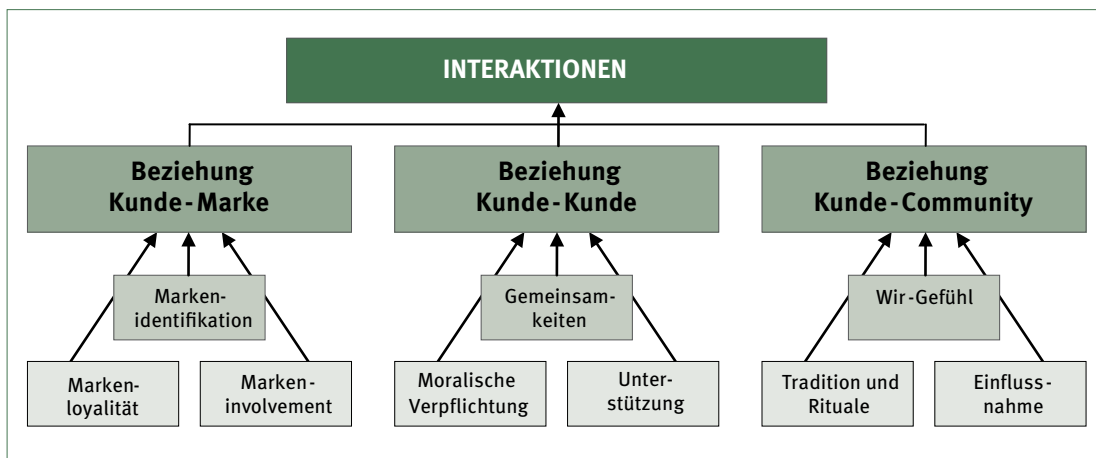 INTERAKTIONEN
Beziehung
Kunde-Marke
Beziehung
Kunde-Kunde
Beziehung
Kunde-Community
Marken-
identifikation
Gemeinsam-
keiten
Wir-Gefühl
Marken-
loyalität
Marken-
involvement
Moralische
Verpflichtung
Unter-
stützung
Tradition und
Rituale
Einfluss-
nahme